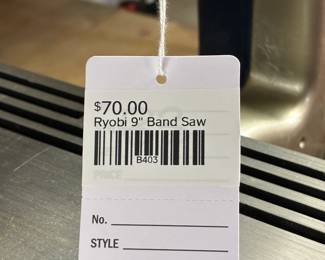 $70.00
Ryobi 9" Band Saw
B403
PRICE
No.
STYLE